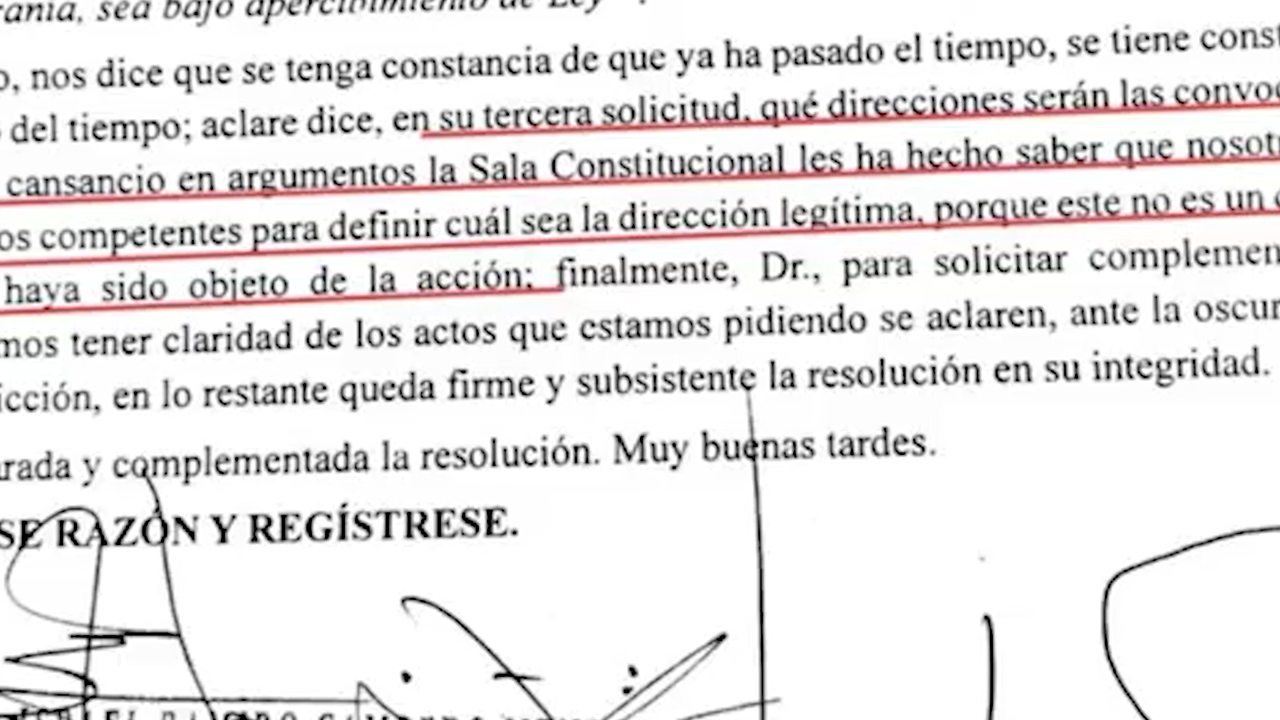 ranía, sea bajo apercibimiento de Ley".
o, nos dice que se tenga constancia de que ya ha pasado el tiempo, se tiene const
del tiempo; aclare dice, en su tercera solicitud, qué direcciones serán las convoc
cansancio en argumentos la Sala Constitucional les ha hecho saber que nosotr
os competentes para definir cuál sea la dirección legítima, porque este no es un
haya sido objeto de la acción; finalmente, Dr., para solicitar complemen
mos tener claridad de los actos que estamos pidiendo se aclaren, ante la oscur
icción, en lo restante queda firme y subsistente la resolución en su integridad.
arada y complementada la resolución. Muy buenas tardes.
SE RAZÓN Y REGÍSTRESE.